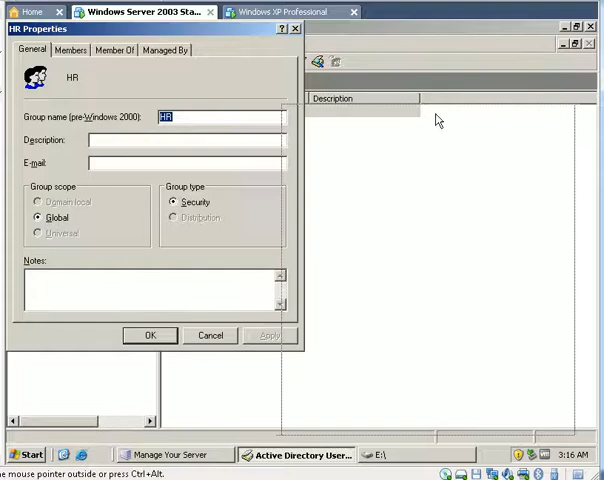 Home
Windows Server 2003 Sta...
Windows XP Professional
HR Properties
General
Members
Member Of
Managed By
HR
Description
Group name (pre-Windows 2000):
HR
Description:
E-mail:
Group scope
Domain local
Global
Universal
Group type
Security
Distribution
Notes:
OK
Cancel
Apply
Start
Manage Your Server
Active Directory User...
E:\
3:16 AM
he mouse pointer outside or press Ctrl+Alt.